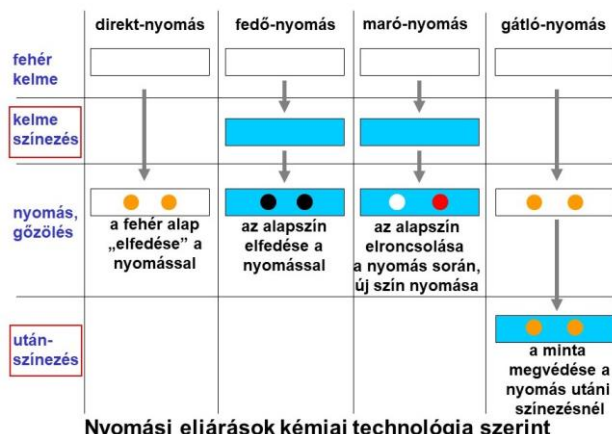 direkt-nyomás
fedő-nyomás
maró-nyomás
gátló-nyomás
fehér
kelme
kelme
színezés
nyomás,
gőzölés
a fehér alap
„elfedése” a
nyomással
az alapszín
elfedése a
nyomással
az alapszín
elroncsolása
a nyomás során,
új szín nyomása
után-
színezés
a minta
megvédése a
nyomás utáni
színezésnél
Nyomási eljárások kémiai technológia szerint